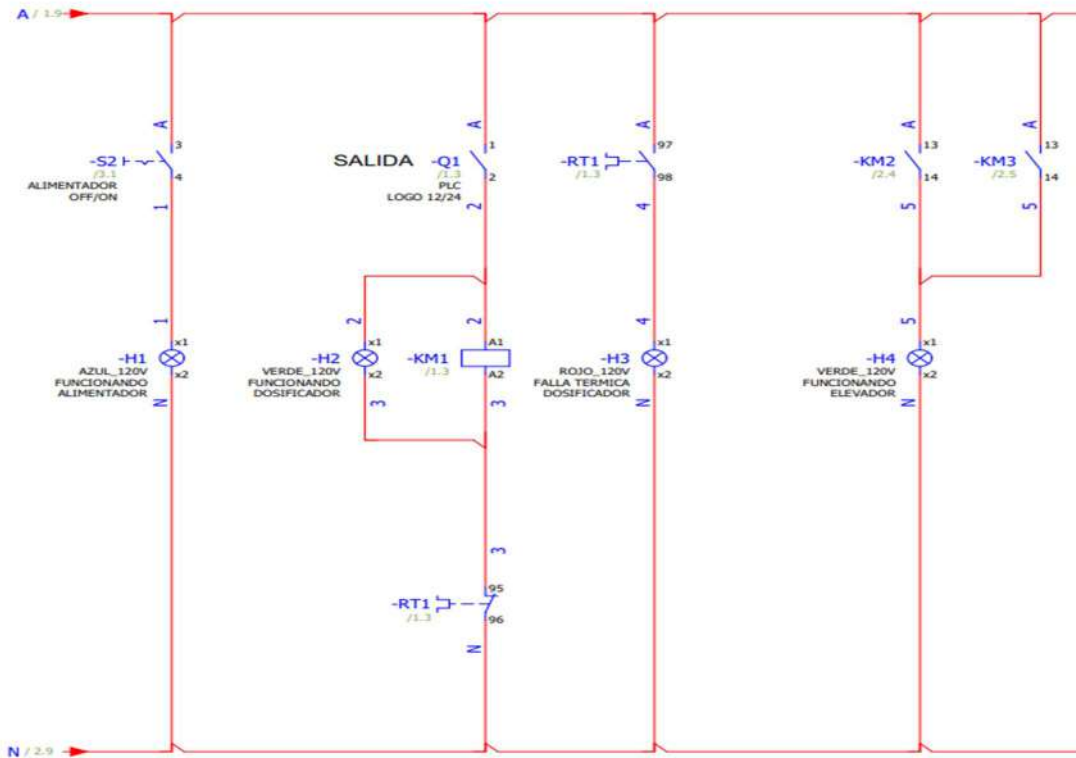 A / 1.9
A
A
A
A
A
3
-S2
/3.1
4
ALIMENTADOR
OFF/ON
SALIDA
1
-Q1
/1.3
2
PLC
LOGO 12/24
97
-RT1
/1.3
98
13
-KM2
/2.4
14
13
-KM3
/2.5
14
1
2
4
5
5
1
2
2
4
5
x1
-H1
x2
AZUL_120V
FUNCIONANDO
ALIMENTADOR
x1
-H2
x2
VERDE_120V
FUNCIONANDO
DOSIFICADOR
A1
-KM1
/1.3
A2
x1
-H3
x2
ROJO_120V
FALLA TERMICA
DOSIFICADOR
x1
-H4
x2
VERDE_120V
FUNCIONANDO
ELEVADOR
N
3
3
N
N
3
95
-RT1
/1.3
96
N
N / 2.9